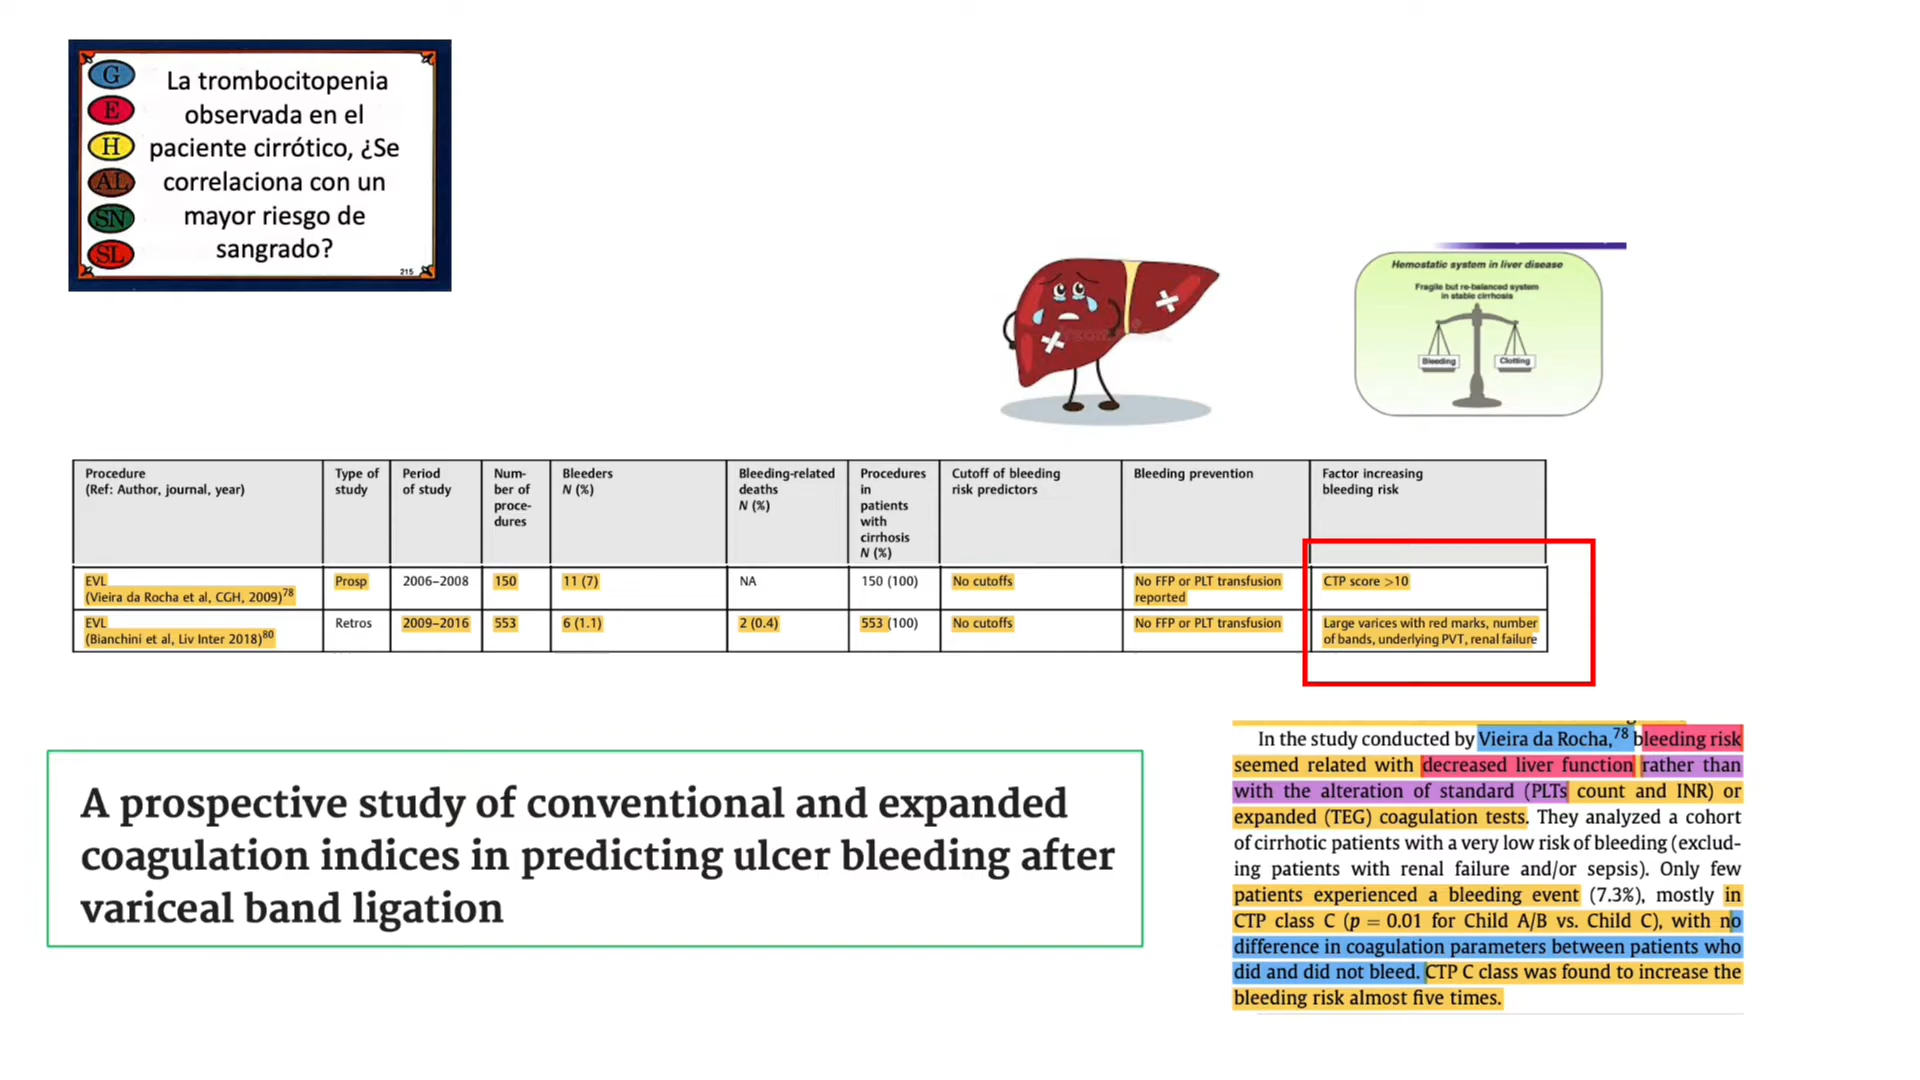 G
E
H
AL
SN
SL
La trombocitopenia
observada en el
paciente cirrótico, ¿Se
correlaciona con un
mayor riesgo de
sangrado?
215
Hemostatic system in liver disease
Fragile but re-balanced system
in stable cirrhosis
Bleeding
Clotting
Procedure
(Ref: Author, journal, year)
Type of
study
Period
of study
Num-
ber of
proce-
dures
Bleeders
N (%)
Bleeding-related
deaths
N (%)
Procedures
in
patients
with
cirrhosis
N (%)
Cutoff of bleeding
risk predictors
Bleeding prevention
Factor increasing
bleeding risk
EVL
(Vieira da Rocha et al, CGH, 2009)78
Prosp
2006–2008
150
11 (7)
NA
150 (100)
No cutoffs
No FFP or PLT transfusion
reported
CTP score >10
EVL
(Bianchini et al, Liv Inter 2018)80
Retros
2009–2016
553
6 (1.1)
2 (0.4)
553 (100)
No cutoffs
No FFP or PLT transfusion
Large varices with red marks, number
of bands, underlying PVT, renal failure
A prospective study of conventional and expanded
coagulation indices in predicting ulcer bleeding after
variceal band ligation
In the study conducted by Vieira da Rocha,78 bleeding risk
seemed related with decreased liver function rather than
with the alteration of standard (PLTs count and INR) or
expanded (TEG) coagulation tests. They analyzed a cohort
of cirrhotic patients with a very low risk of bleeding (exclud-
ing patients with renal failure and/or sepsis). Only few
patients experienced a bleeding event (7.3%), mostly in
CTP class C (p = 0.01 for Child A/B vs. Child C), with no
difference in coagulation parameters between patients who
did and did not bleed. CTP C class was found to increase the
bleeding risk almost five times.